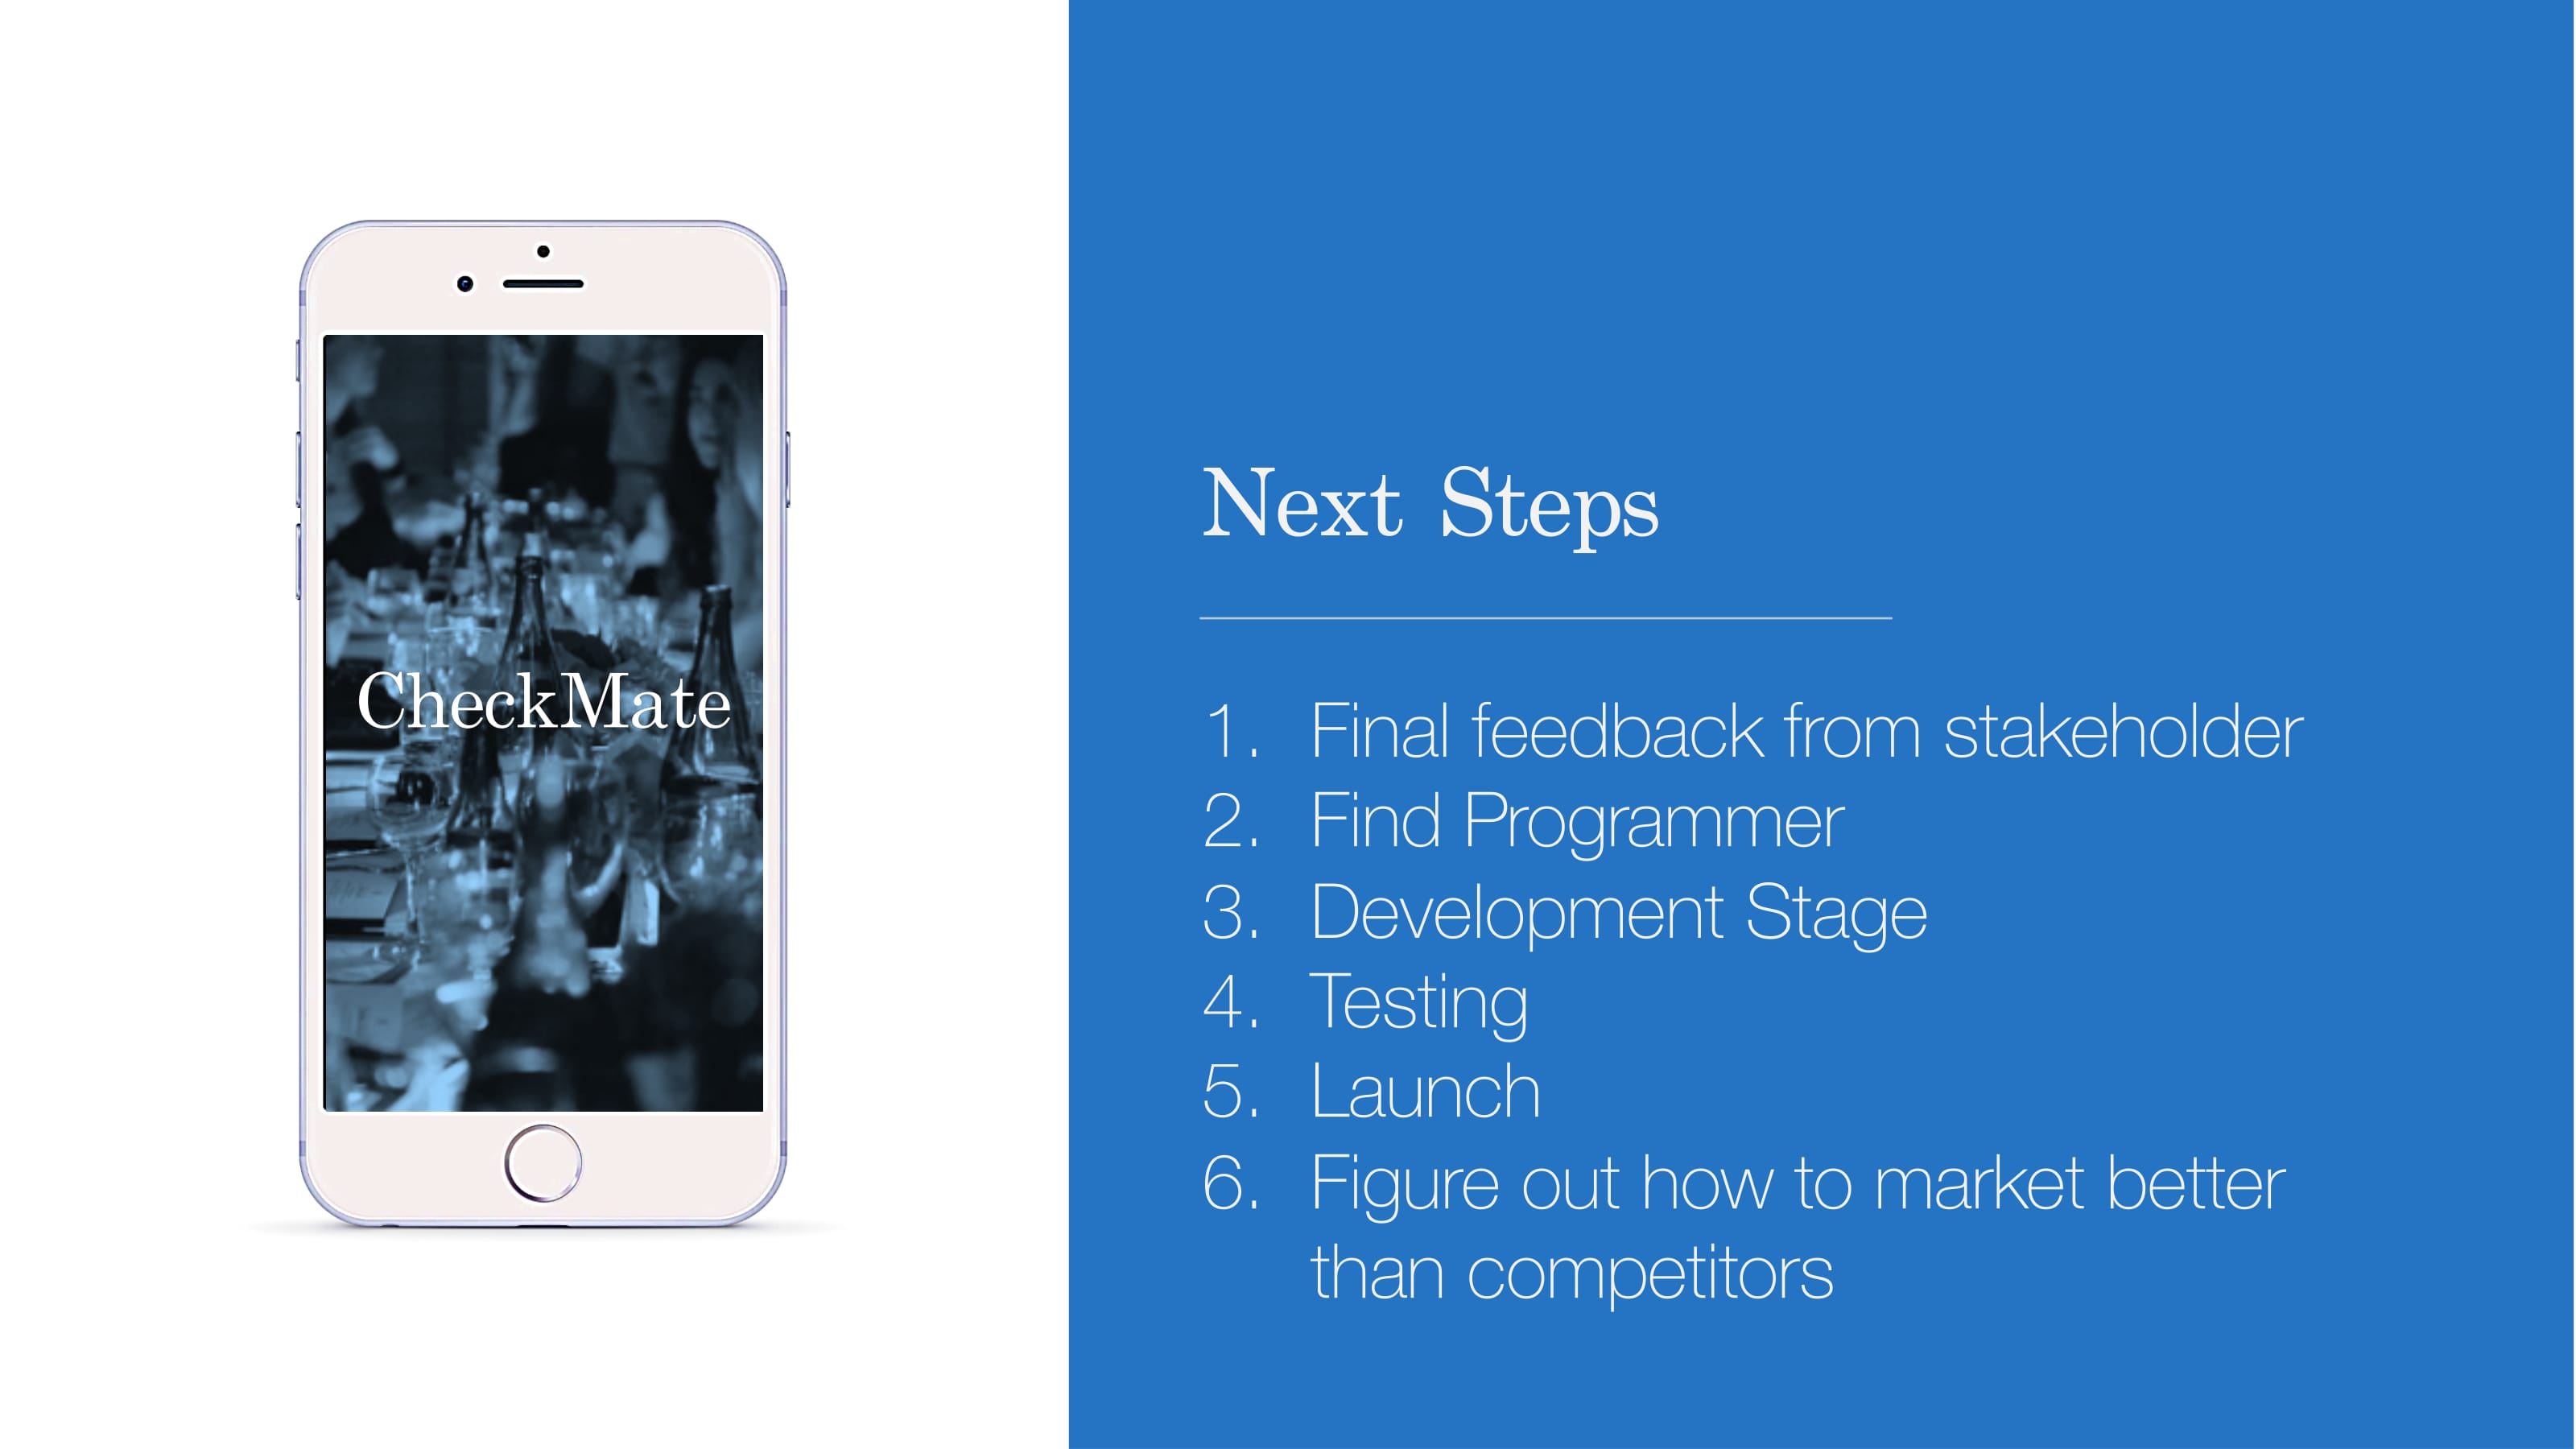 CheckMate
Next Steps
1. Final feedback from stakeholder
2. Find Programmer
3. Development Stage
4. Testing
5. Launch
6. Figure out how to market better
than competitors